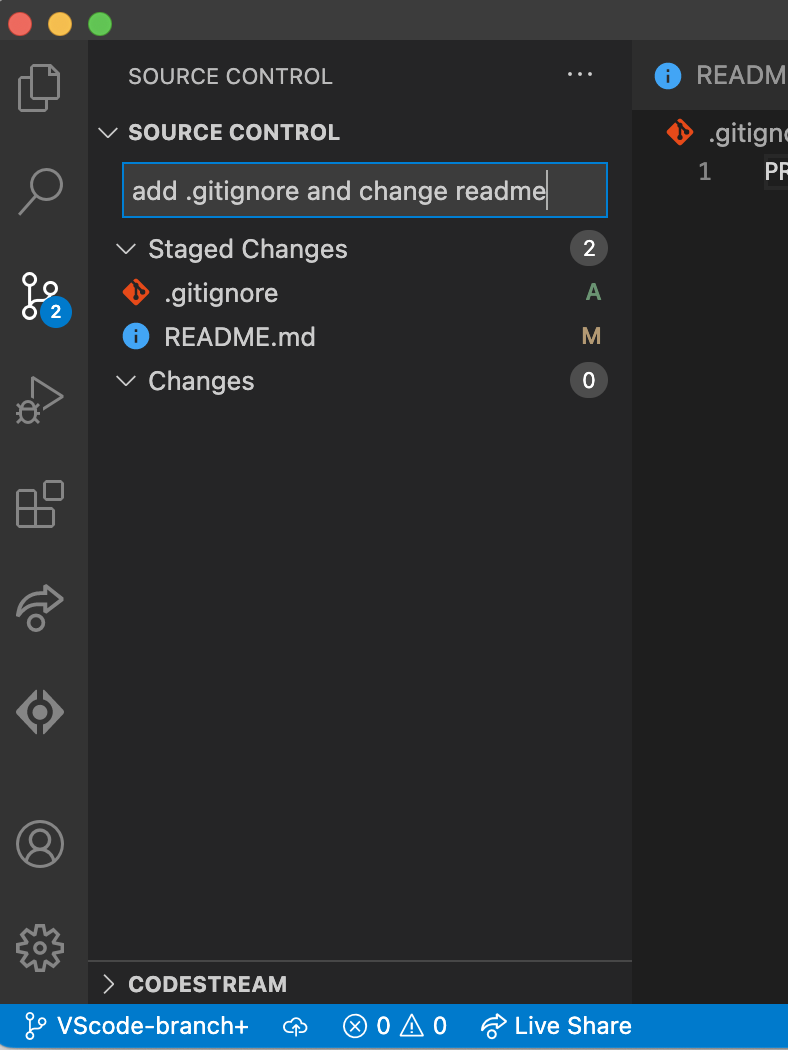 SOURCE CONTROL ···
READM
SOURCE CONTROL
.gitigno
add .gitignore and change readme
1 PR
Staged Changes 2
.gitignore A
2
README.md M
Changes 0
CODESTREAM
VScode-branch+ 0 0 Live Share